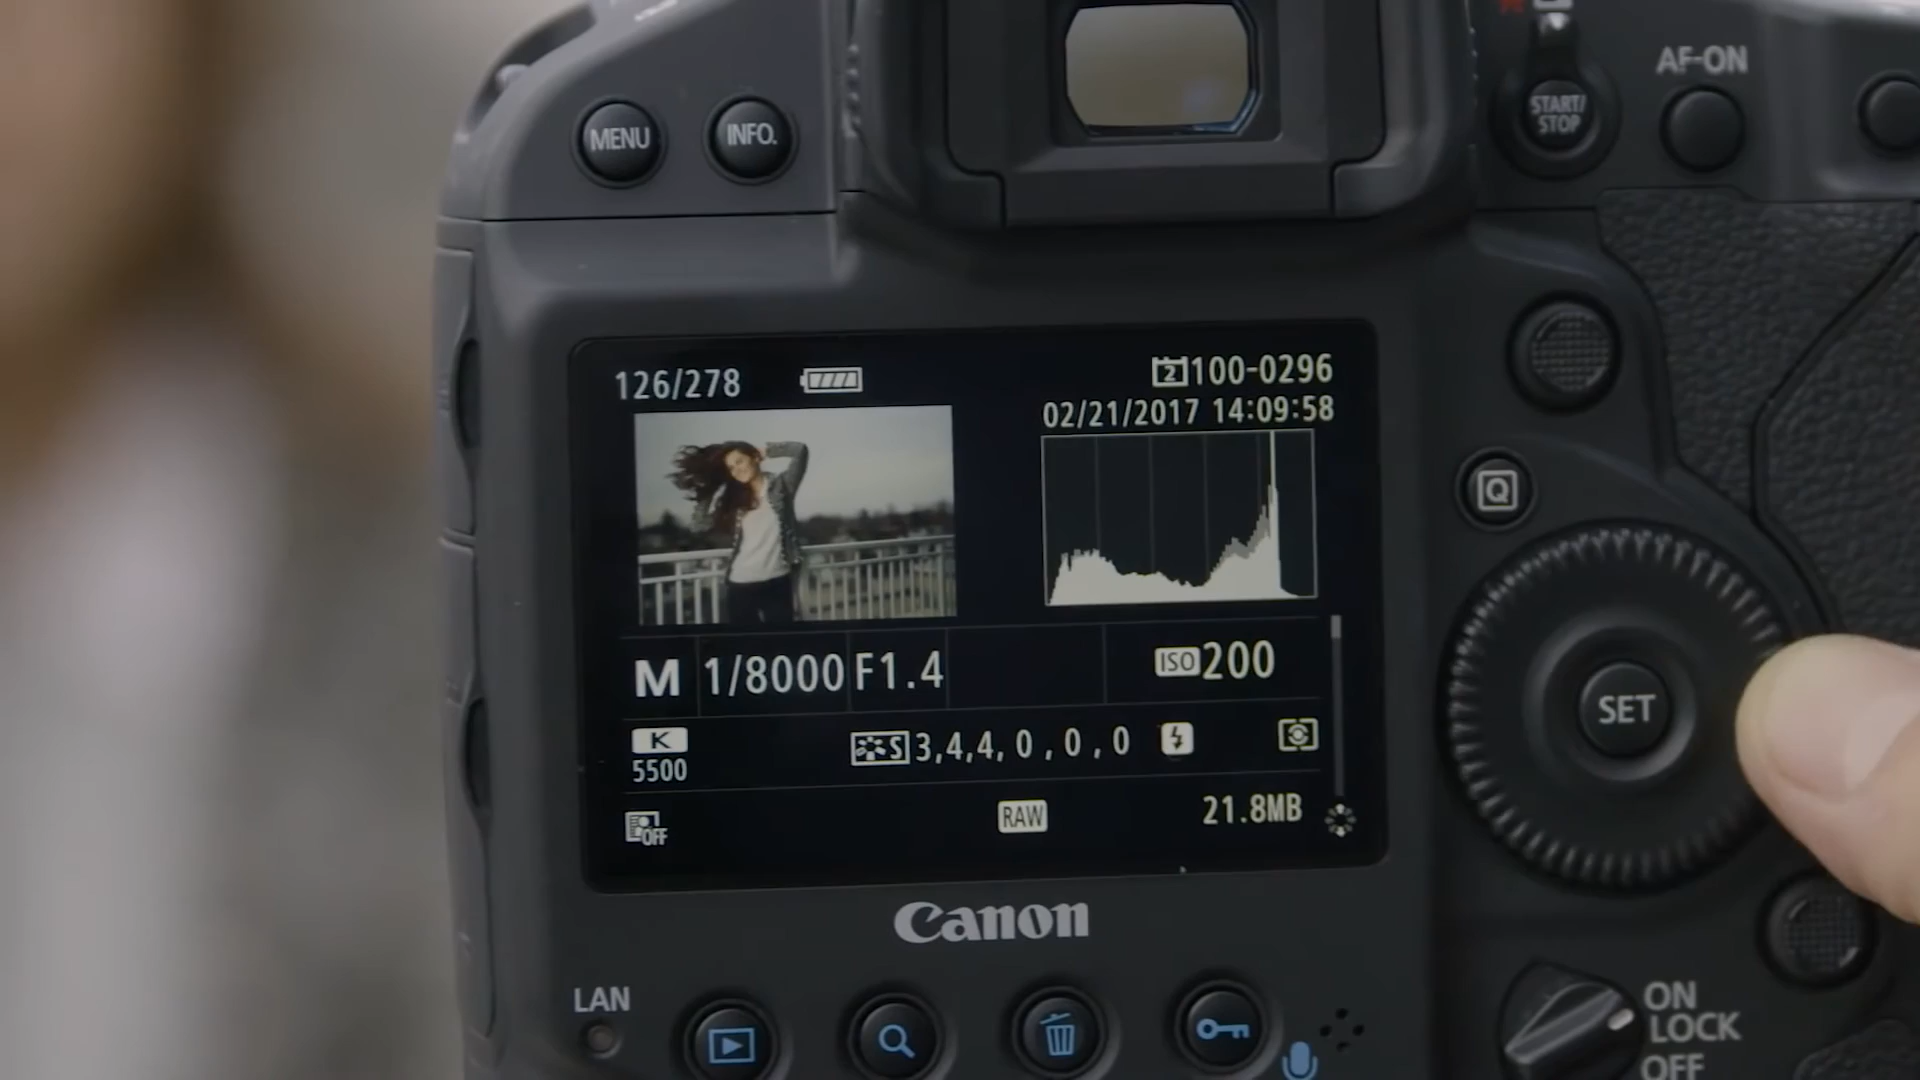 AF-ON
START/
STOP
MENU
INFO.
126/278
2 100-0296
02/21/2017 14:09:58
Q
M 1/8000 F1.4 ISO 200
SET
K
5500
S 3,4,4,0,0,0
OFF
RAW
21.8MB
Canon
LAN
ON
LOCK
OFF